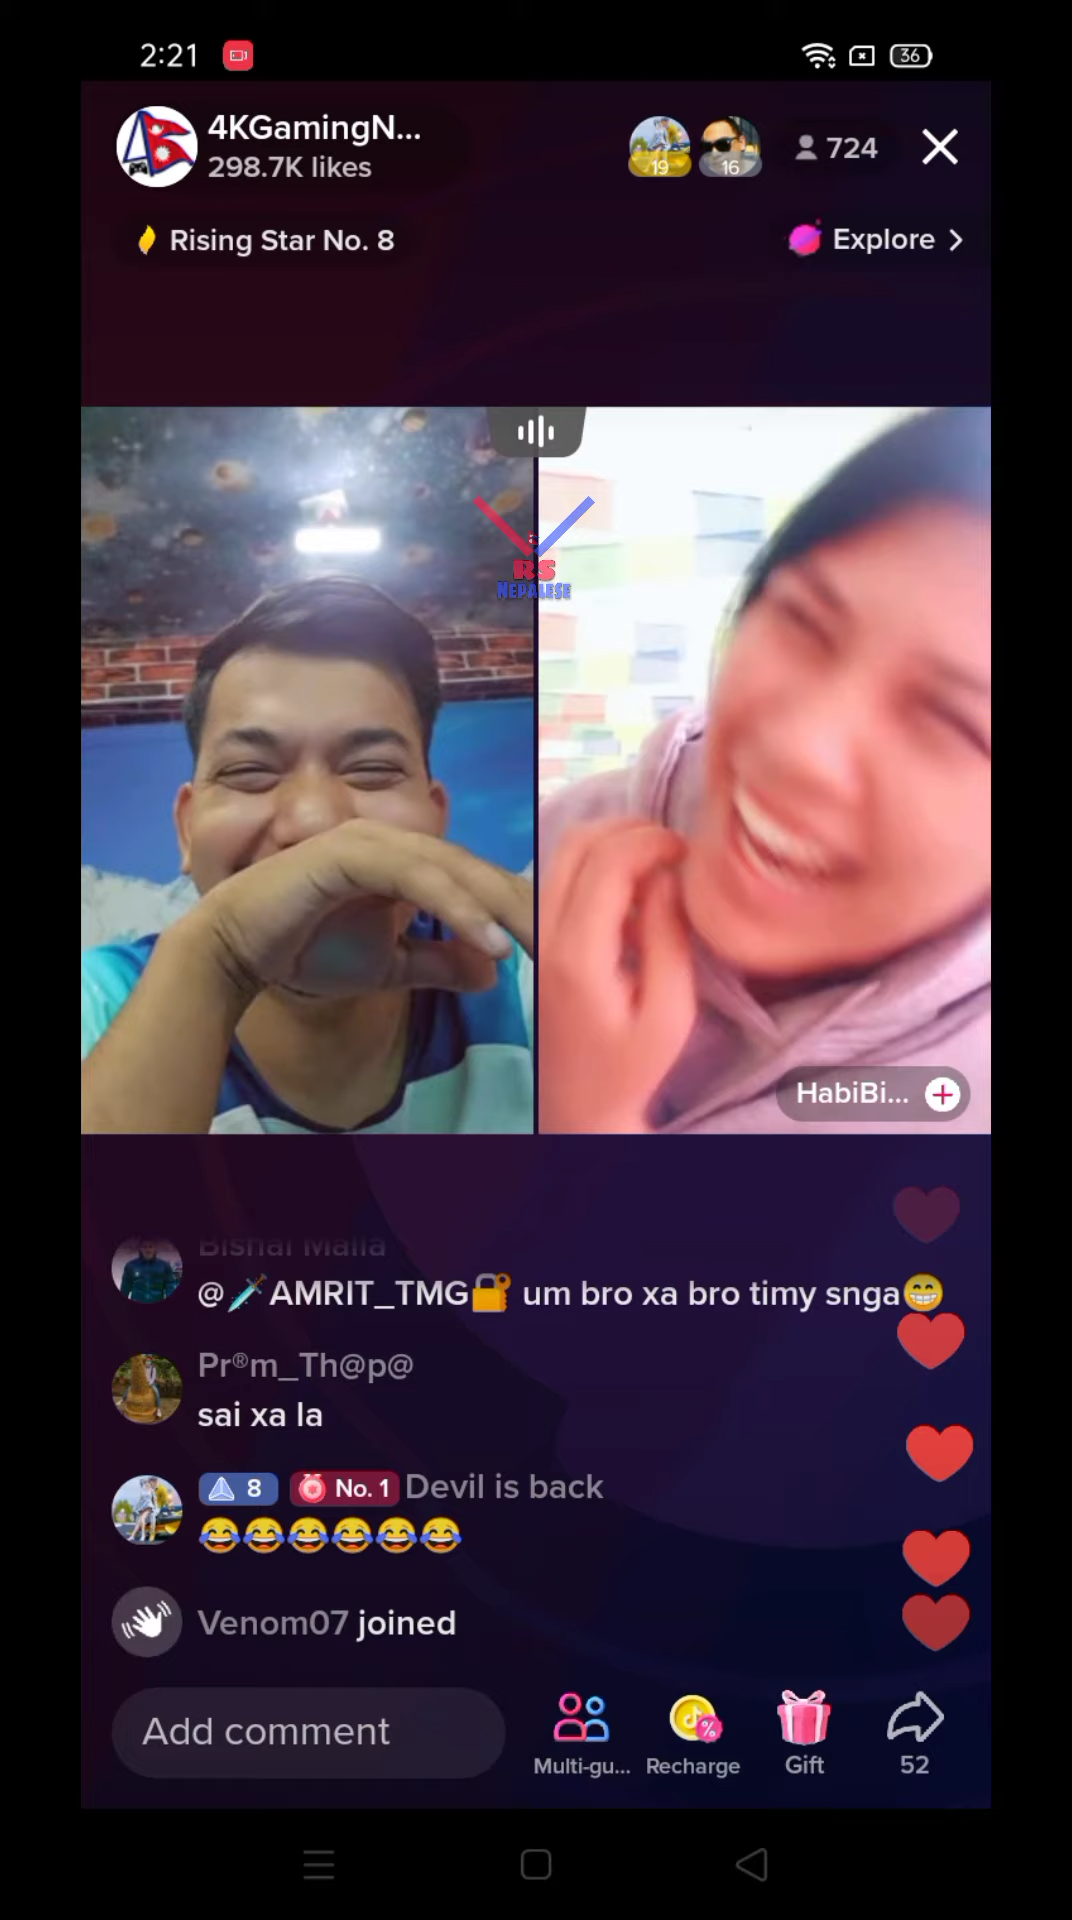 2:21
36
4KGamingN...
298.7K likes
19
16
724
Rising Star No. 8
Explore >
RS
NEPALESE
HabiBi...
Bishal Malla
@🗡️AMRIT_TMG🔐 um bro xa bro timy snga😁
Pr®m_Th@p@
sai xa la
8 No. 1 Devil is back
😂😂😂😂😂😂
Venom07 joined
Add comment
Multi-gu...
Recharge
Gift
52